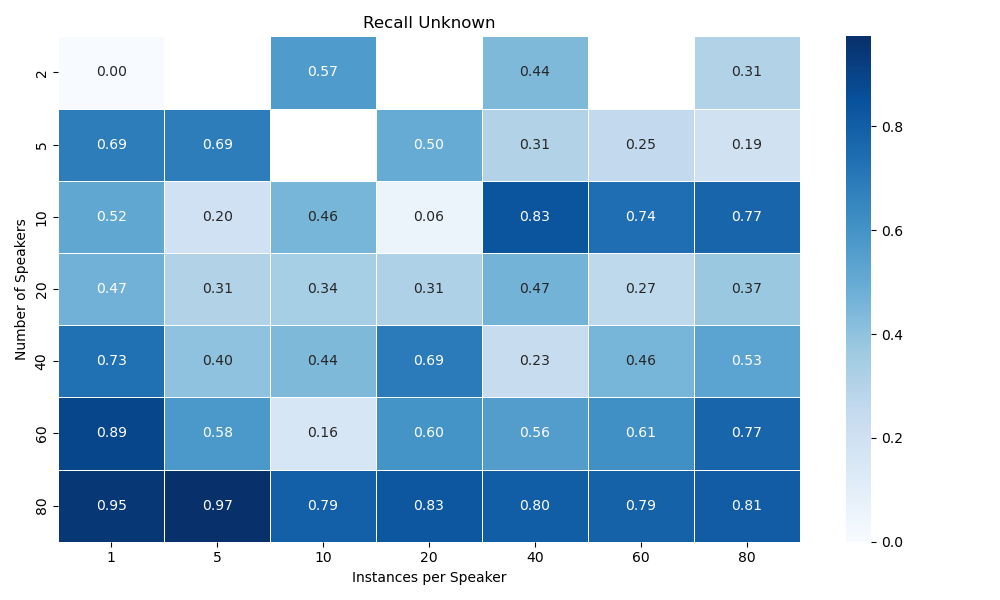 Recall Unknown
Number of Speakers
2 0.00 0.57 0.44 0.31
5 0.69 0.69 0.50 0.31 0.25 0.19
10 0.52 0.20 0.46 0.06 0.83 0.74 0.77
20 0.47 0.31 0.34 0.31 0.47 0.27 0.37
40 0.73 0.40 0.44 0.69 0.23 0.46 0.53
60 0.89 0.58 0.16 0.60 0.56 0.61 0.77
80 0.95 0.97 0.79 0.83 0.80 0.79 0.81
1 5 10 20 40 60 80
Instances per Speaker
0.8
0.6
0.4
0.2
0.0